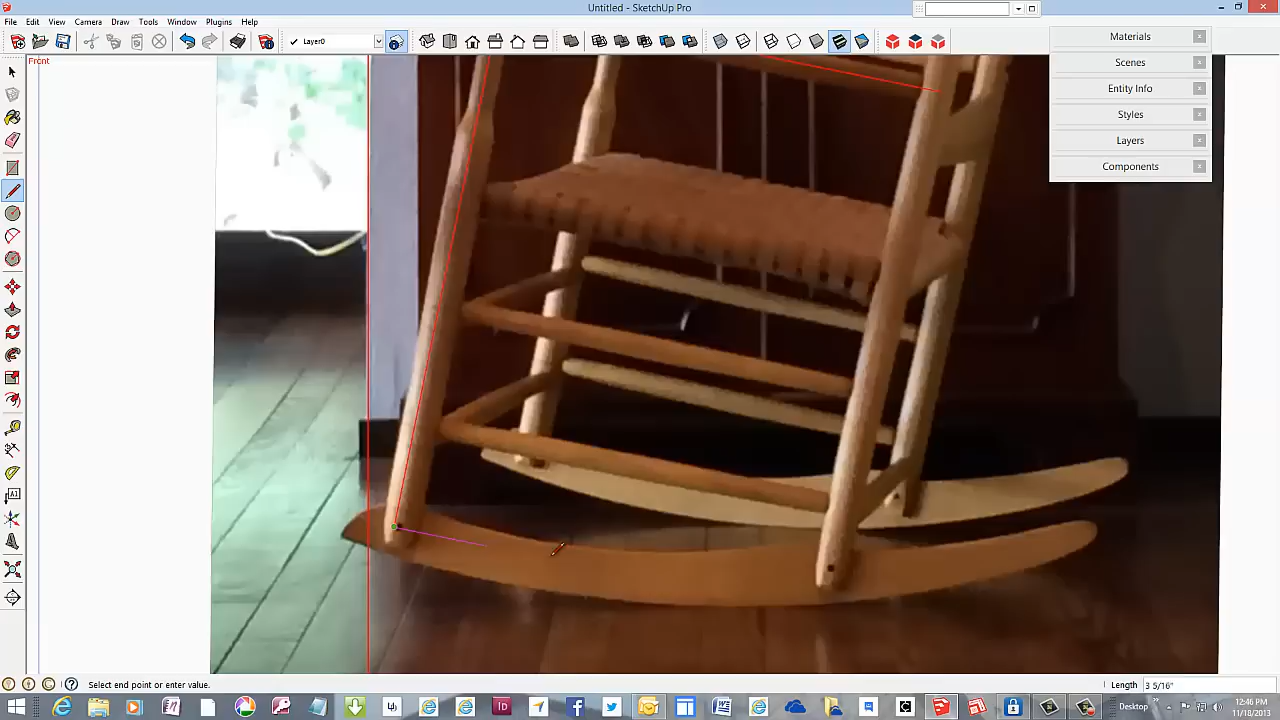 Untitled - SketchUp Pro
File Edit View Camera Draw Tools Window Plugins Help
Layer0
Materials
Scenes
Entity Info
Styles
Layers
Components
Front
Select end point or enter value.
Length 3 5/16"
Desktop
12:46 PM
11/18/2013